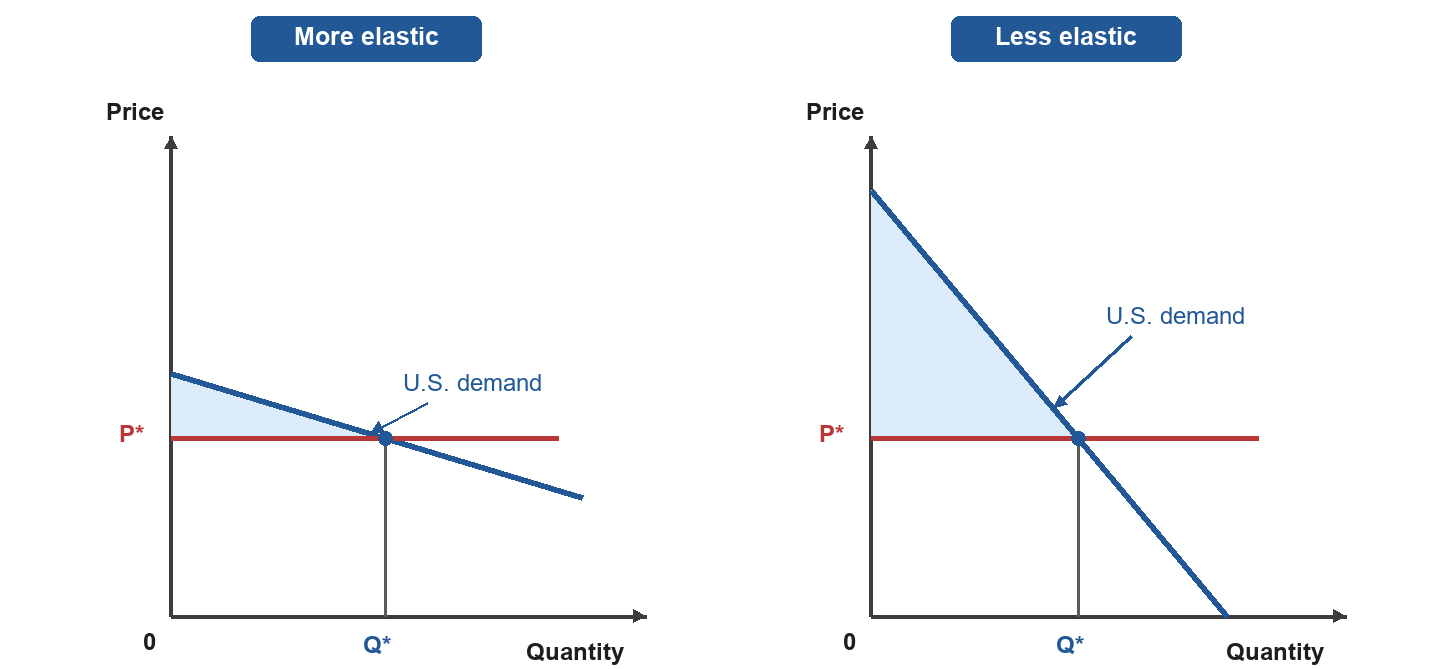 More elastic
Price
U.S. demand
P*
0
Q*
Quantity
Less elastic
Price
U.S. demand
P*
0
Q*
Quantity